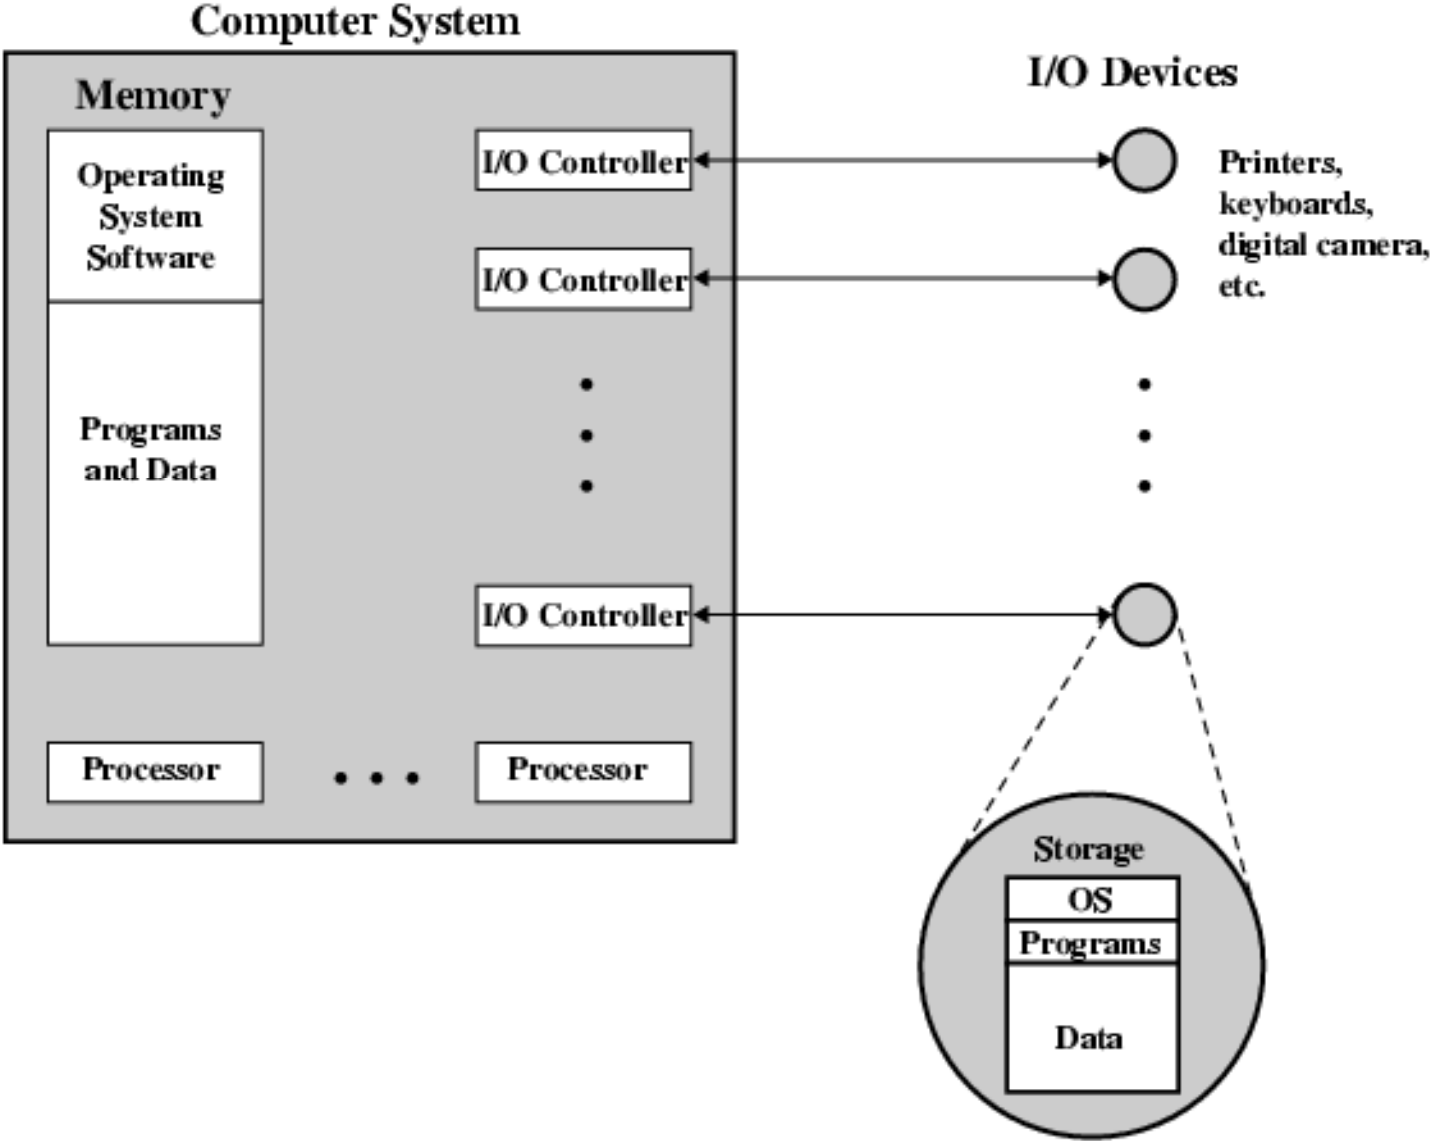 Computer System
I/O Devices
Memory
Operating
System
Software
Programs
and Data
I/O Controller
I/O Controller
I/O Controller
Processor
Processor
Printers,
keyboards,
digital camera,
etc.
Storage
OS
Programs
Data